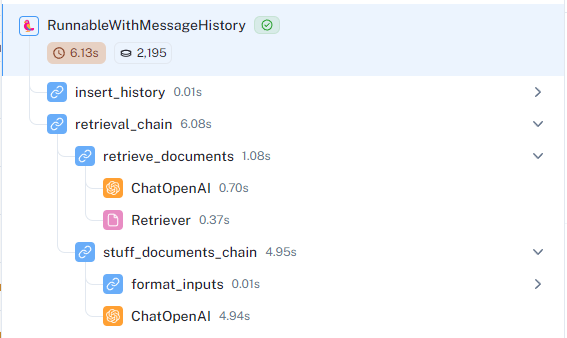 RunnableWithMessageHistory
6.13s 2,195
insert_history 0.01s
retrieval_chain 6.08s
retrieve_documents 1.08s
ChatOpenAI 0.70s
Retriever 0.37s
stuff_documents_chain 4.95s
format_inputs 0.01s
ChatOpenAI 4.94s